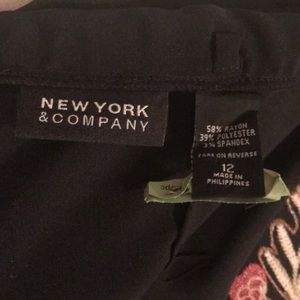 NEW YORK
& COMPANY
58% RAYON
39% POLYESTER
3% SPANDEX
CARE ON REVERSE
12
MADE IN
PHILIPPINES